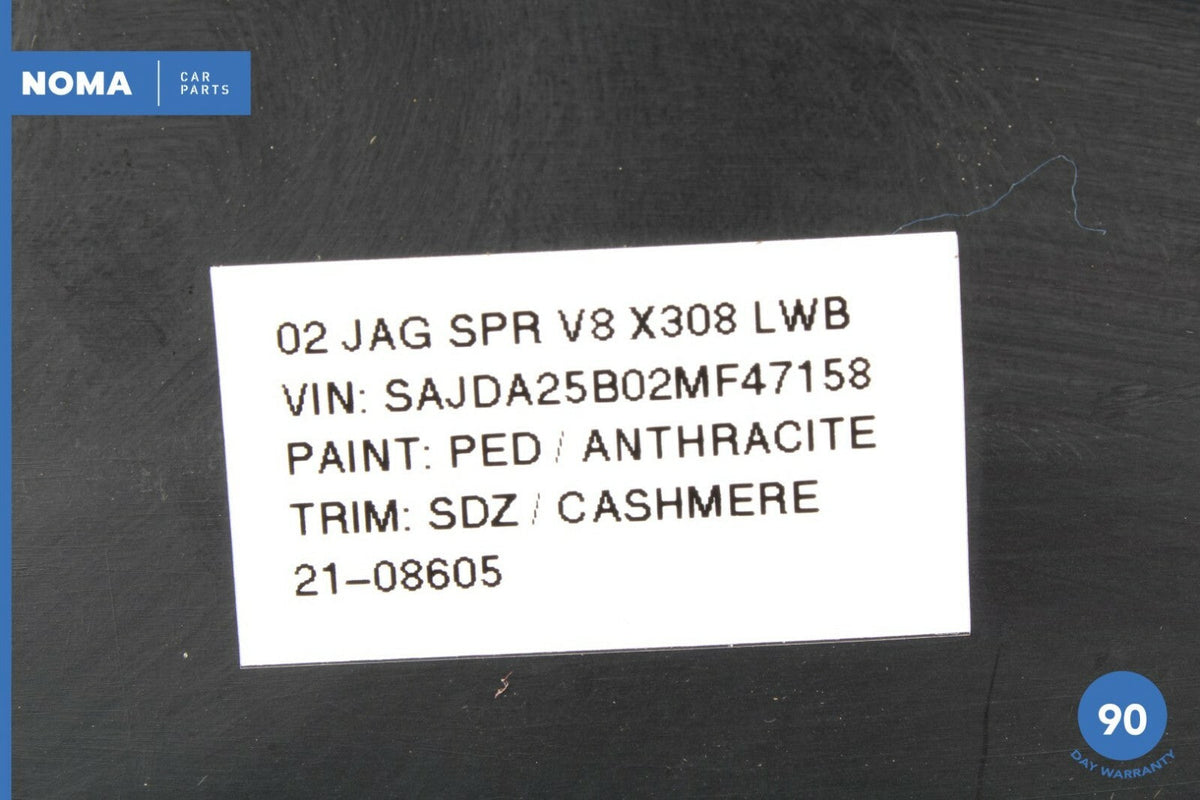 NOMA
CAR
PARTS
02 JAG SPR V8 X308 LWB
VIN: SAJDA25B02MF47158
PAINT: PED / ANTHRACITE
TRIM: SDZ / CASHMERE
21-08605
90
DAY WARRANTY